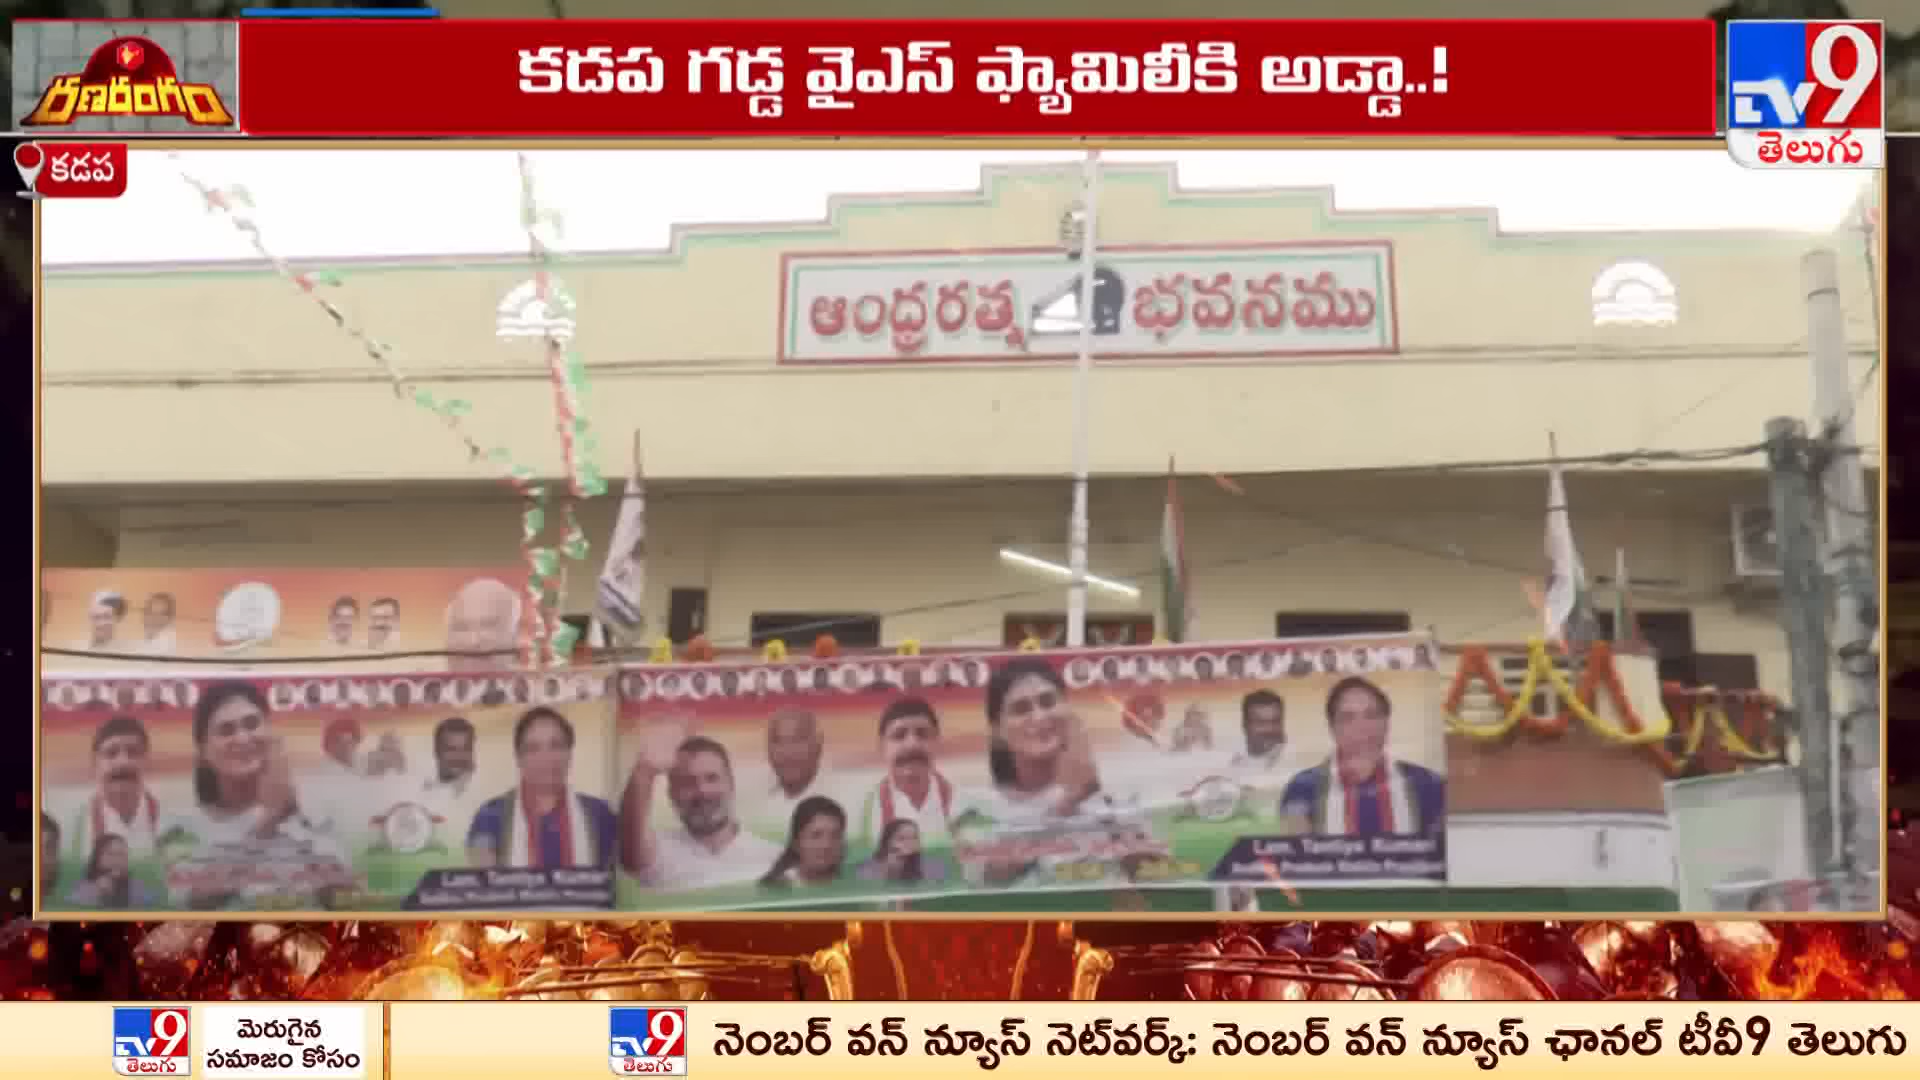 రణరంగం
కడప గడ్డ వైఎస్ ఫ్యామిలీకి అడ్డా..!
TV9
తెలుగు
కడప
ఆంధ్రరత్న భవనము
Lam. Tantiya Kumari
Lam. Tantiya Kumari
TV9
తెలుగు
మెరుగైన
సమాజం కోసం
TV9
తెలుగు
నెంబర్ వన్ న్యూస్ నెట్‌వర్క్: నెంబర్ వన్ న్యూస్ ఛానల్ టీవీ9 తెలుగు